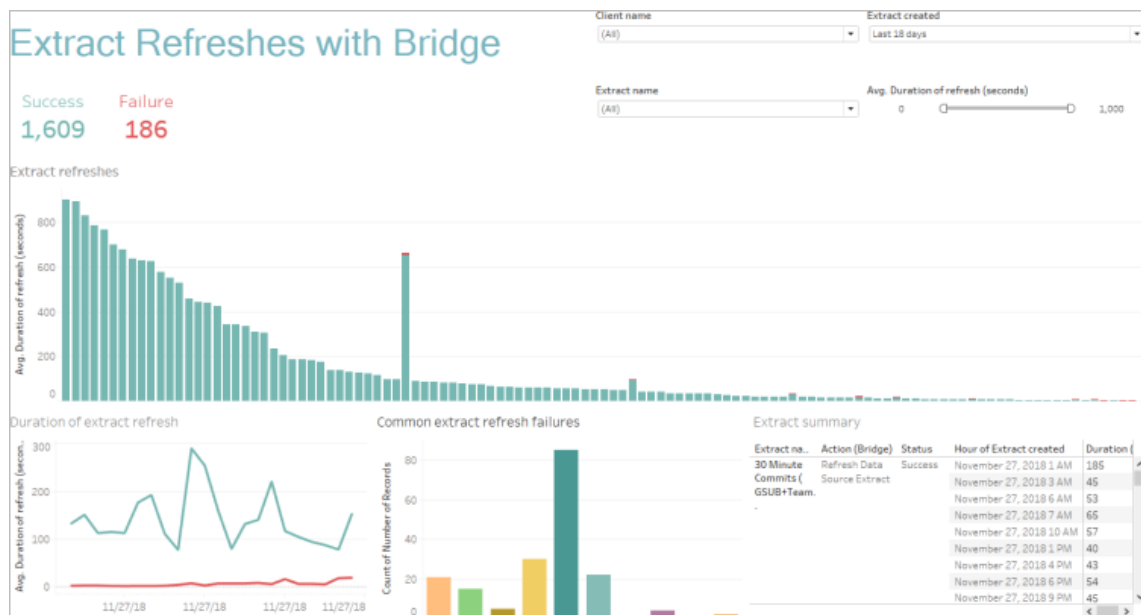 Client name
Extract created
Extract Refreshes with Bridge
(All)
Last 18 days
Success
Failure
Extract name
Avg. Duration of refresh (seconds)
1,609
186
(All)
0
1,000
Extract refreshes
Avg. Duration of refresh (seconds)
800
600
400
200
0
Duration of extract refresh
Avg. Duration of refresh (secon..
300
200
100
0
11/27/18
11/27/18
11/27/18
11/27/18
Common extract refresh failures
Count of Number of Records
80
60
40
20
0
Extract summary
Extract na.. Action (Bridge) Status Hour of Extract created Duration (
30 Minute Refresh Data Success November 27, 2018 1 AM 185
Commits ( Source Extract November 27, 2018 3 AM 45
GSUB+Team. November 27, 2018 6 AM 53
. November 27, 2018 7 AM 65
November 27, 2018 10 AM 57
November 27, 2018 1 PM 40
November 27, 2018 4 PM 43
November 27, 2018 6 PM 54
November 27, 2018 9 PM 45